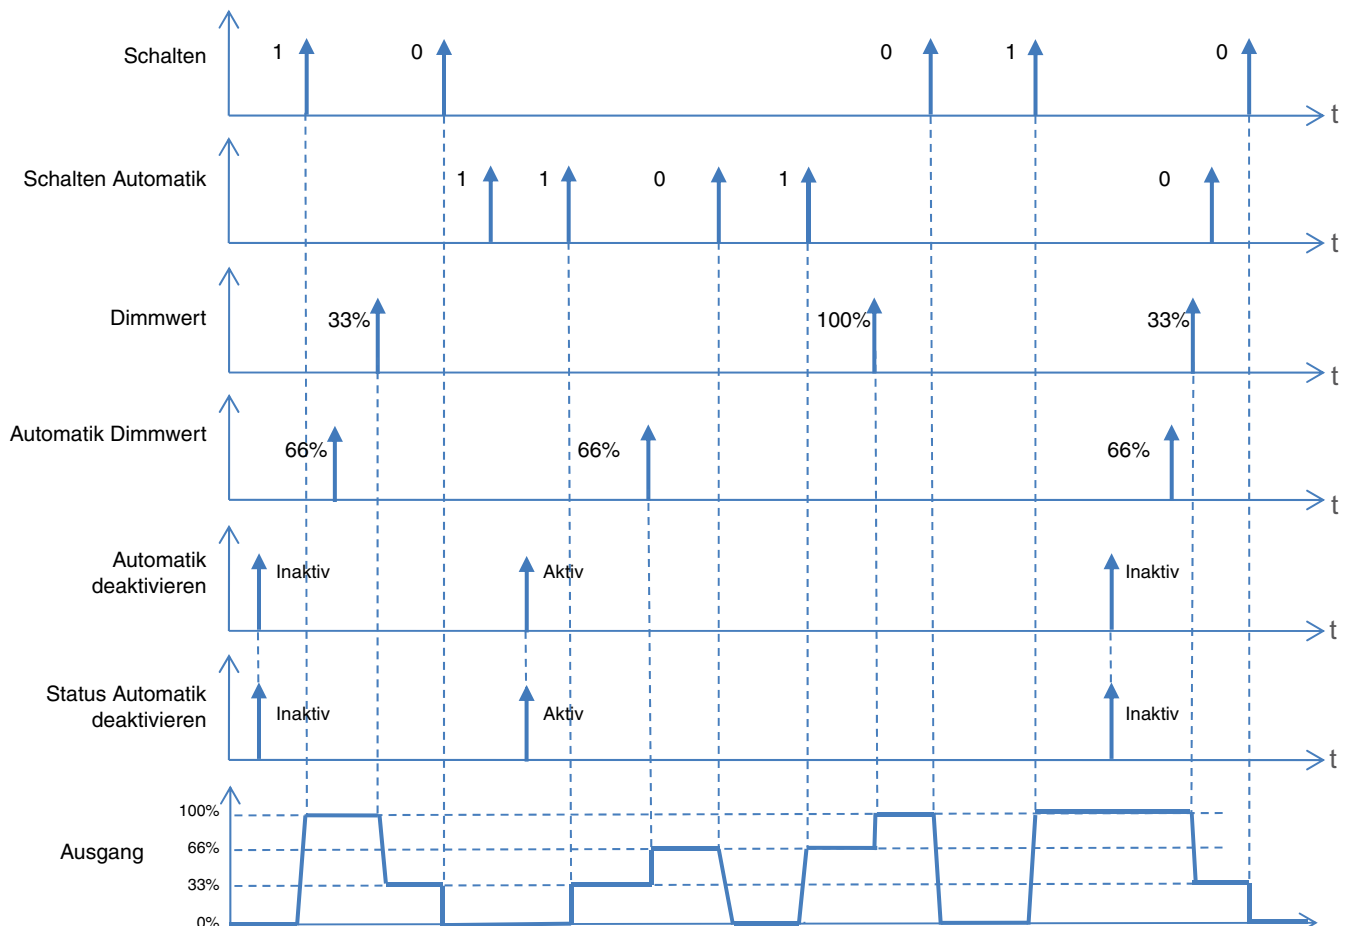 Schalten
1
0
0
1
0
t
Schalten Automatik
1
1
0
1
0
t
Dimmwert
33%
100%
33%
t
Automatik Dimmwert
66%
66%
66%
t
Automatik
deaktivieren
Inaktiv
Aktiv
Inaktiv
t
Status Automatik
deaktivieren
Inaktiv
Aktiv
Inaktiv
t
Ausgang
100%
66%
33%
0%